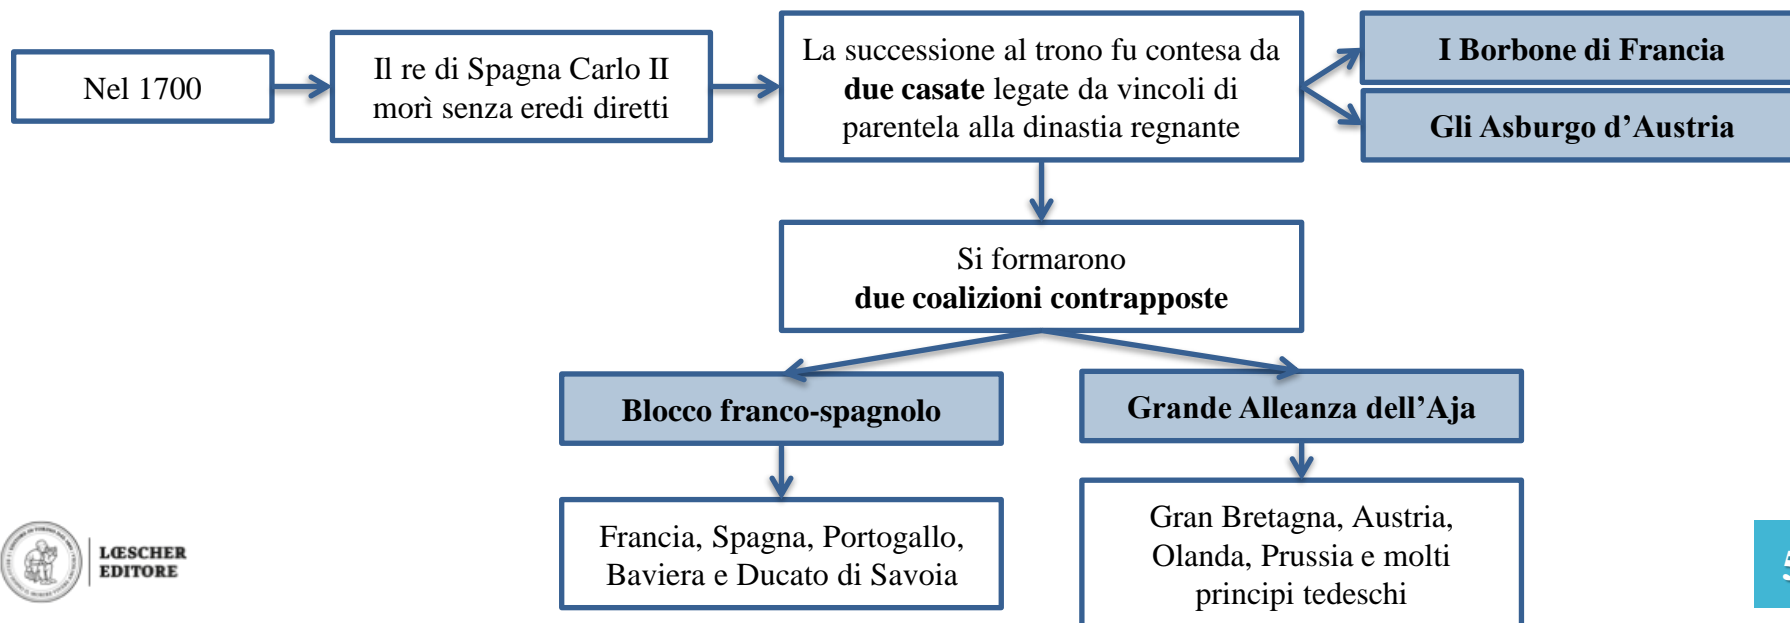 Nel 1700
Il re di Spagna Carlo II
morì senza eredi diretti
La successione al trono fu contesa da
due casate legate da vincoli di
parentela alla dinastia regnante
I Borbone di Francia
Gli Asburgo d’Austria
Si formarono
due coalizioni contrapposte
Blocco franco-spagnolo
Grande Alleanza dell’Aja
Francia, Spagna, Portogallo,
Baviera e Ducato di Savoia
Gran Bretagna, Austria,
Olanda, Prussia e molti
principi tedeschi
LŒSCHER
EDITORE
5